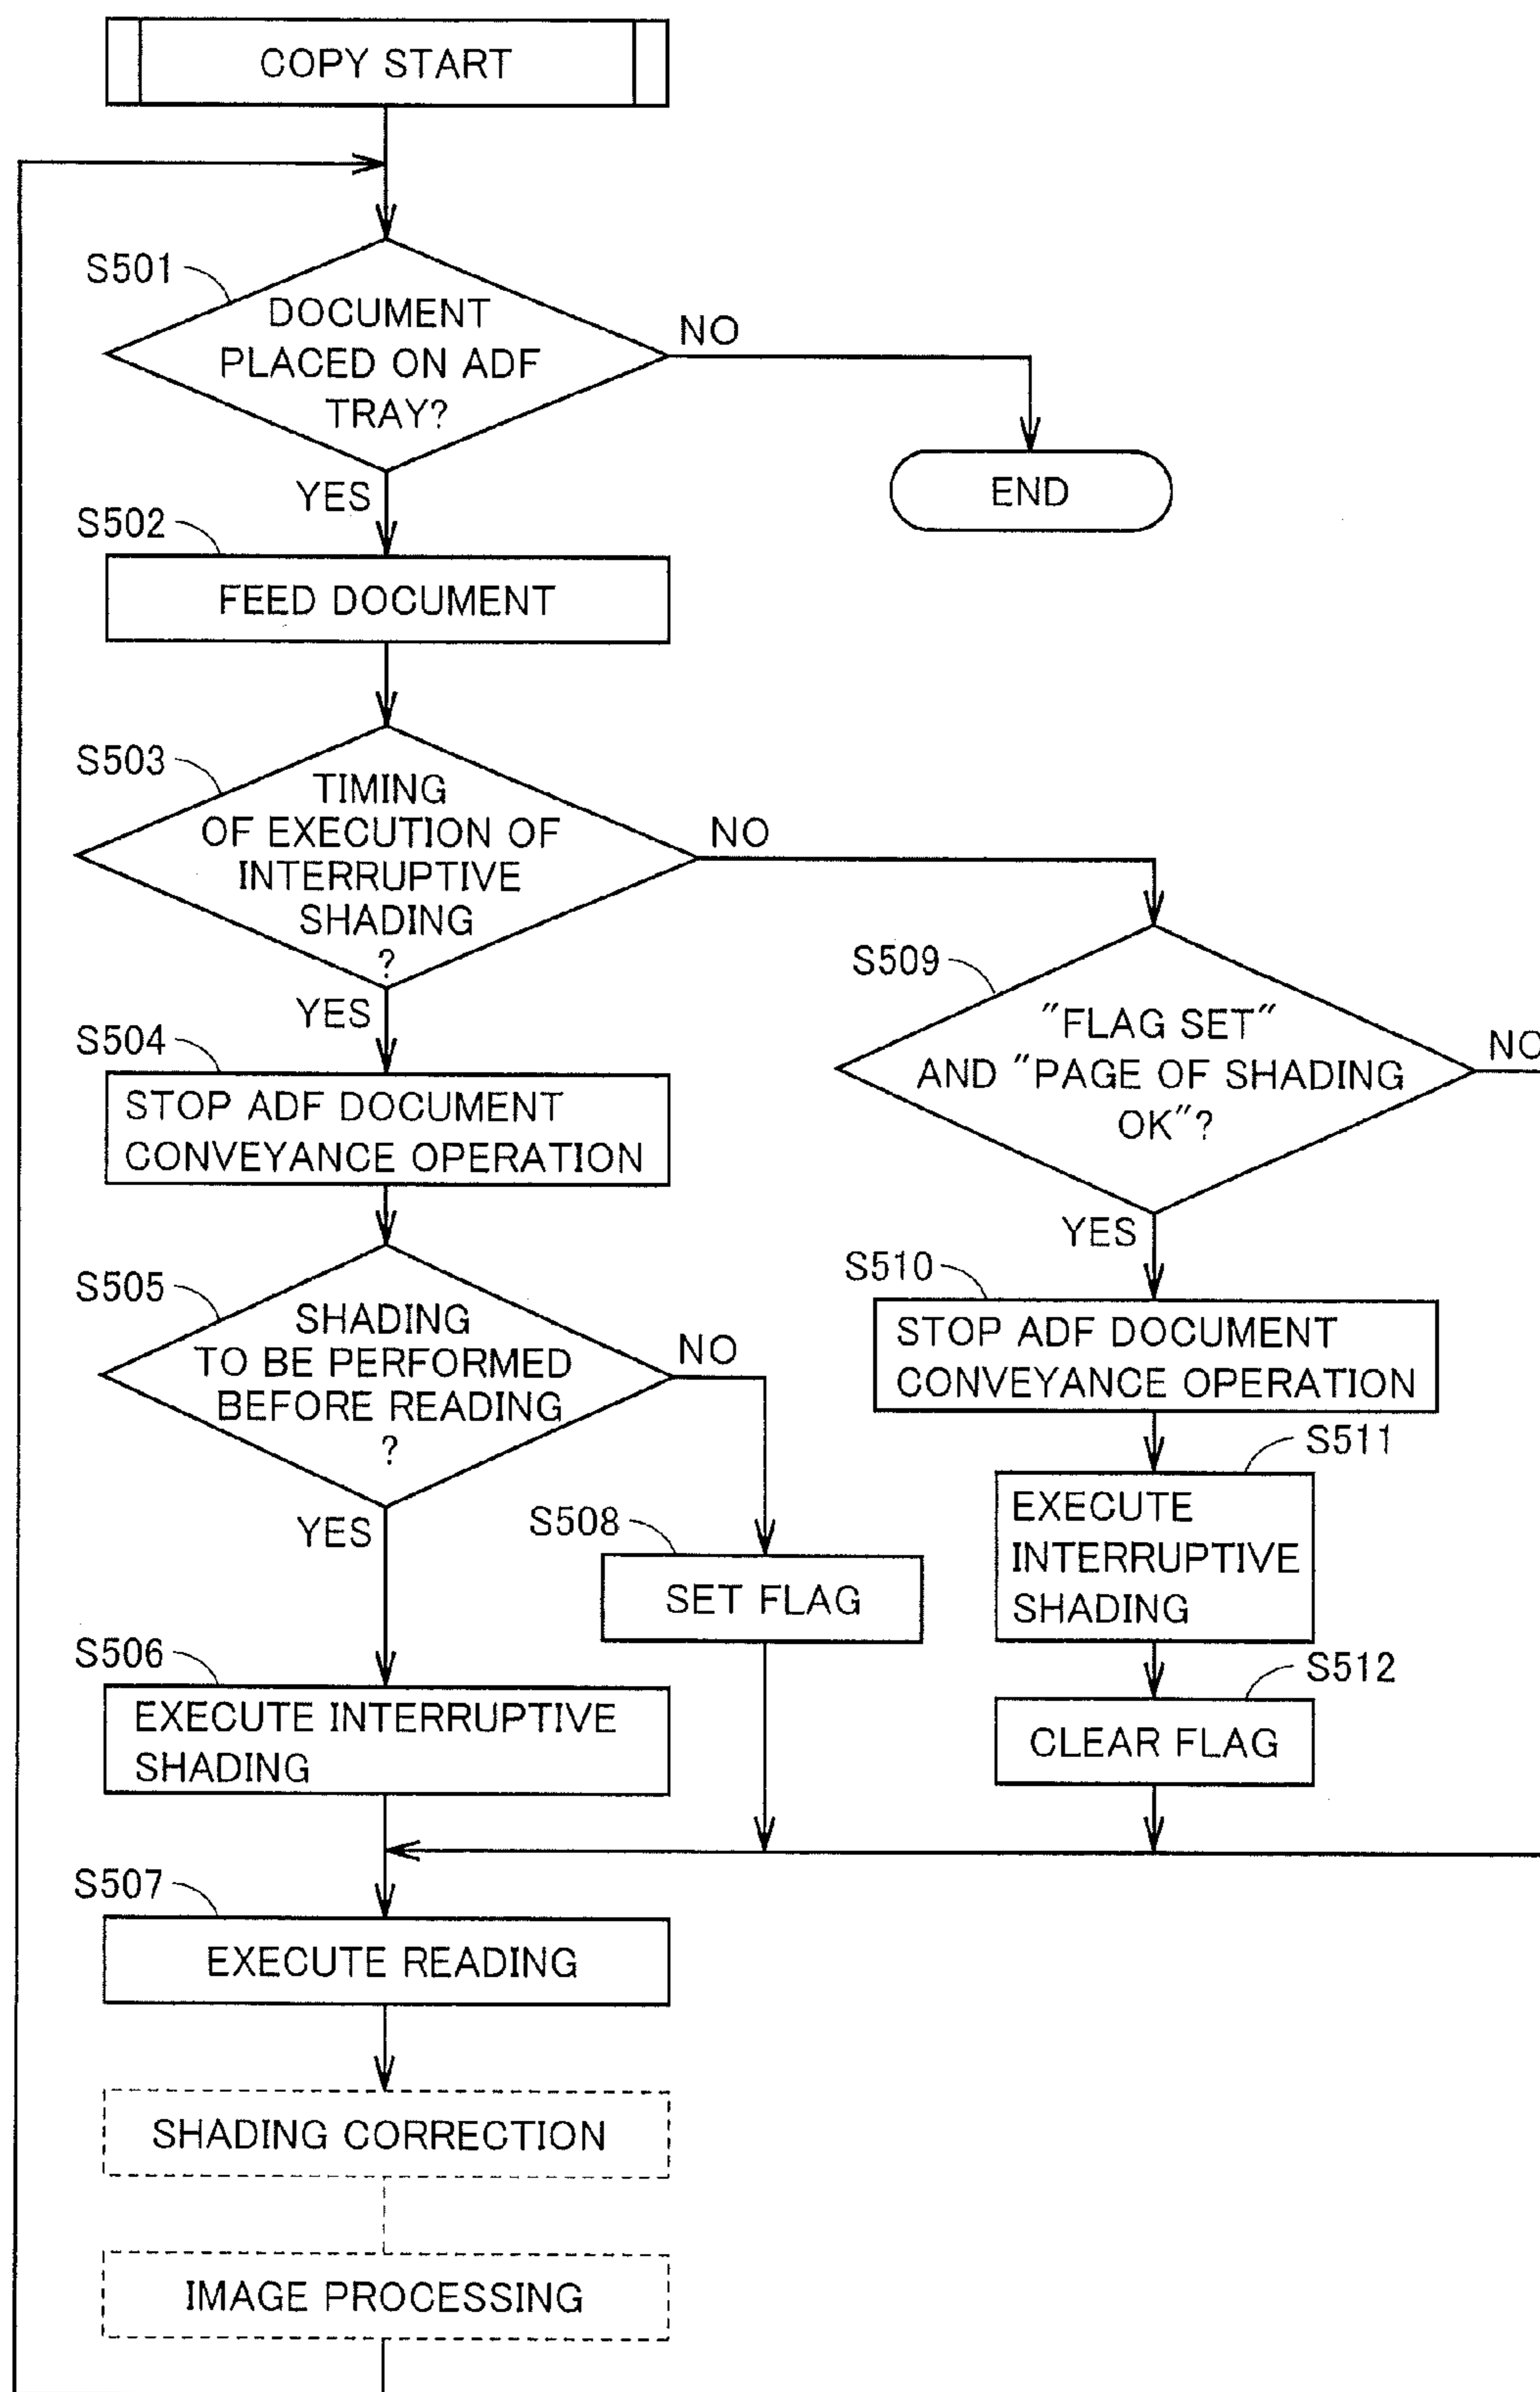 COPY START
S501
DOCUMENT
PLACED ON ADF
TRAY?
NO
END
YES
S502
FEED DOCUMENT
S503
TIMING
OF EXECUTION OF
INTERRUPTIVE
SHADING
?
NO
YES
S504
STOP ADF DOCUMENT
CONVEYANCE OPERATION
S505
SHADING
TO BE PERFORMED
BEFORE READING
?
NO
YES
S508
SET FLAG
S506
EXECUTE INTERRUPTIVE
SHADING
S509
"FLAG SET"
AND "PAGE OF SHADING
OK"?
NO
YES
S510
STOP ADF DOCUMENT
CONVEYANCE OPERATION
S511
EXECUTE
INTERRUPTIVE
SHADING
S512
CLEAR FLAG
S507
EXECUTE READING
SHADING CORRECTION
IMAGE PROCESSING